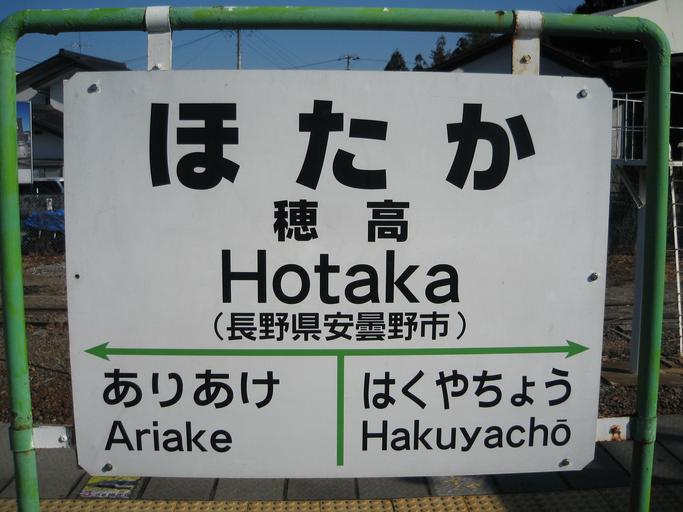 ほたか
穂高
Hotaka
（長野県安曇野市）
ありあけ はくやちょう
Ariake Hakuyachō